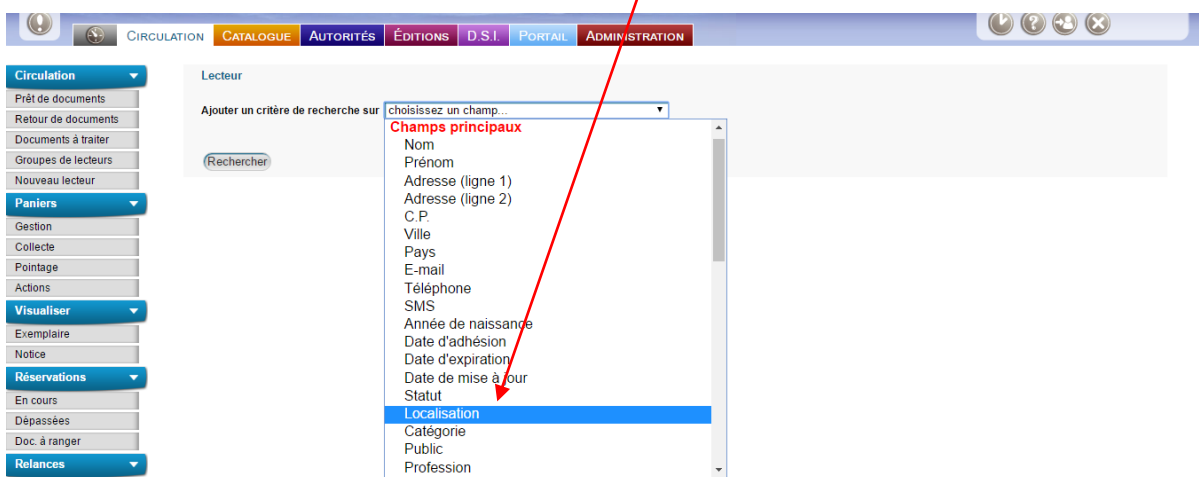 CIRCULATION CATALOGUE AUTORITÉS ÉDITIONS D.S.I. PORTAIL ADMINISTRATION
Circulation
Prêt de documents
Retour de documents
Documents à traiter
Groupes de lecteurs
Nouveau lecteur
Paniers
Gestion
Collecte
Pointage
Actions
Visualiser
Exemplaire
Notice
Réservations
En cours
Dépassées
Doc. à ranger
Relances
Lecteur
Ajouter un critère de recherche sur choisissez un champ...
Champs principaux
Nom
Prénom
Adresse (ligne 1)
Adresse (ligne 2)
C.P.
Ville
Pays
E-mail
Téléphone
SMS
Année de naissance
Date d'adhésion
Date d'expiration
Date de mise à jour
Statut
Localisation
Catégorie
Public
Profession
Rechercher